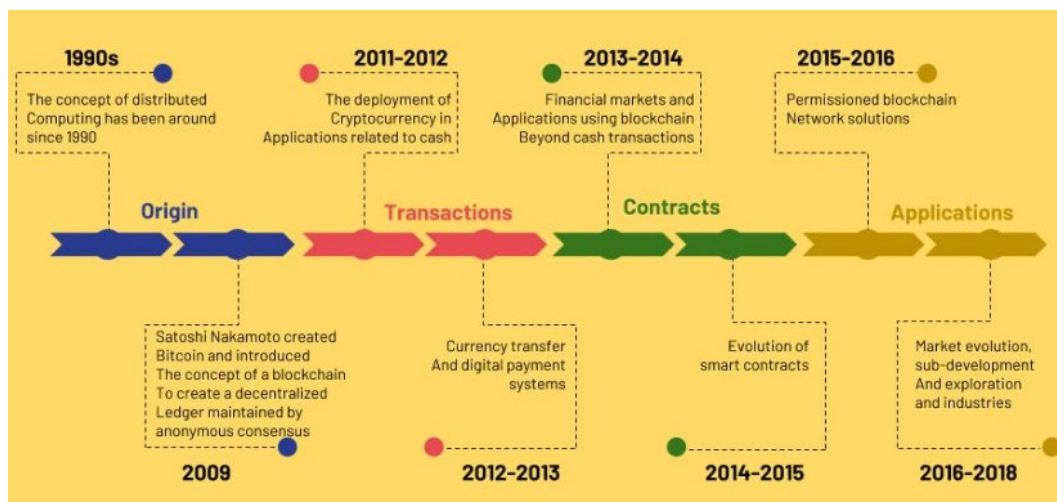 1990s
The concept of distributed
Computing has been around
since 1990
2011-2012
The deployment of
Cryptocurrency in
Applications related to cash
2013-2014
Financial markets and
Applications using blockchain
Beyond cash transactions
2015-2016
Permissioned blockchain
Network solutions
Origin
Transactions
Contracts
Applications
Satoshi Nakamoto created
Bitcoin and introduced
The concept of a blockchain
To create a decentralized
Ledger maintained by
anonymous consensus
2009
Currency transfer
And digital payment
systems
2012-2013
Evolution of
smart contracts
2014-2015
Market evolution,
sub-development
And exploration
and industries
2016-2018